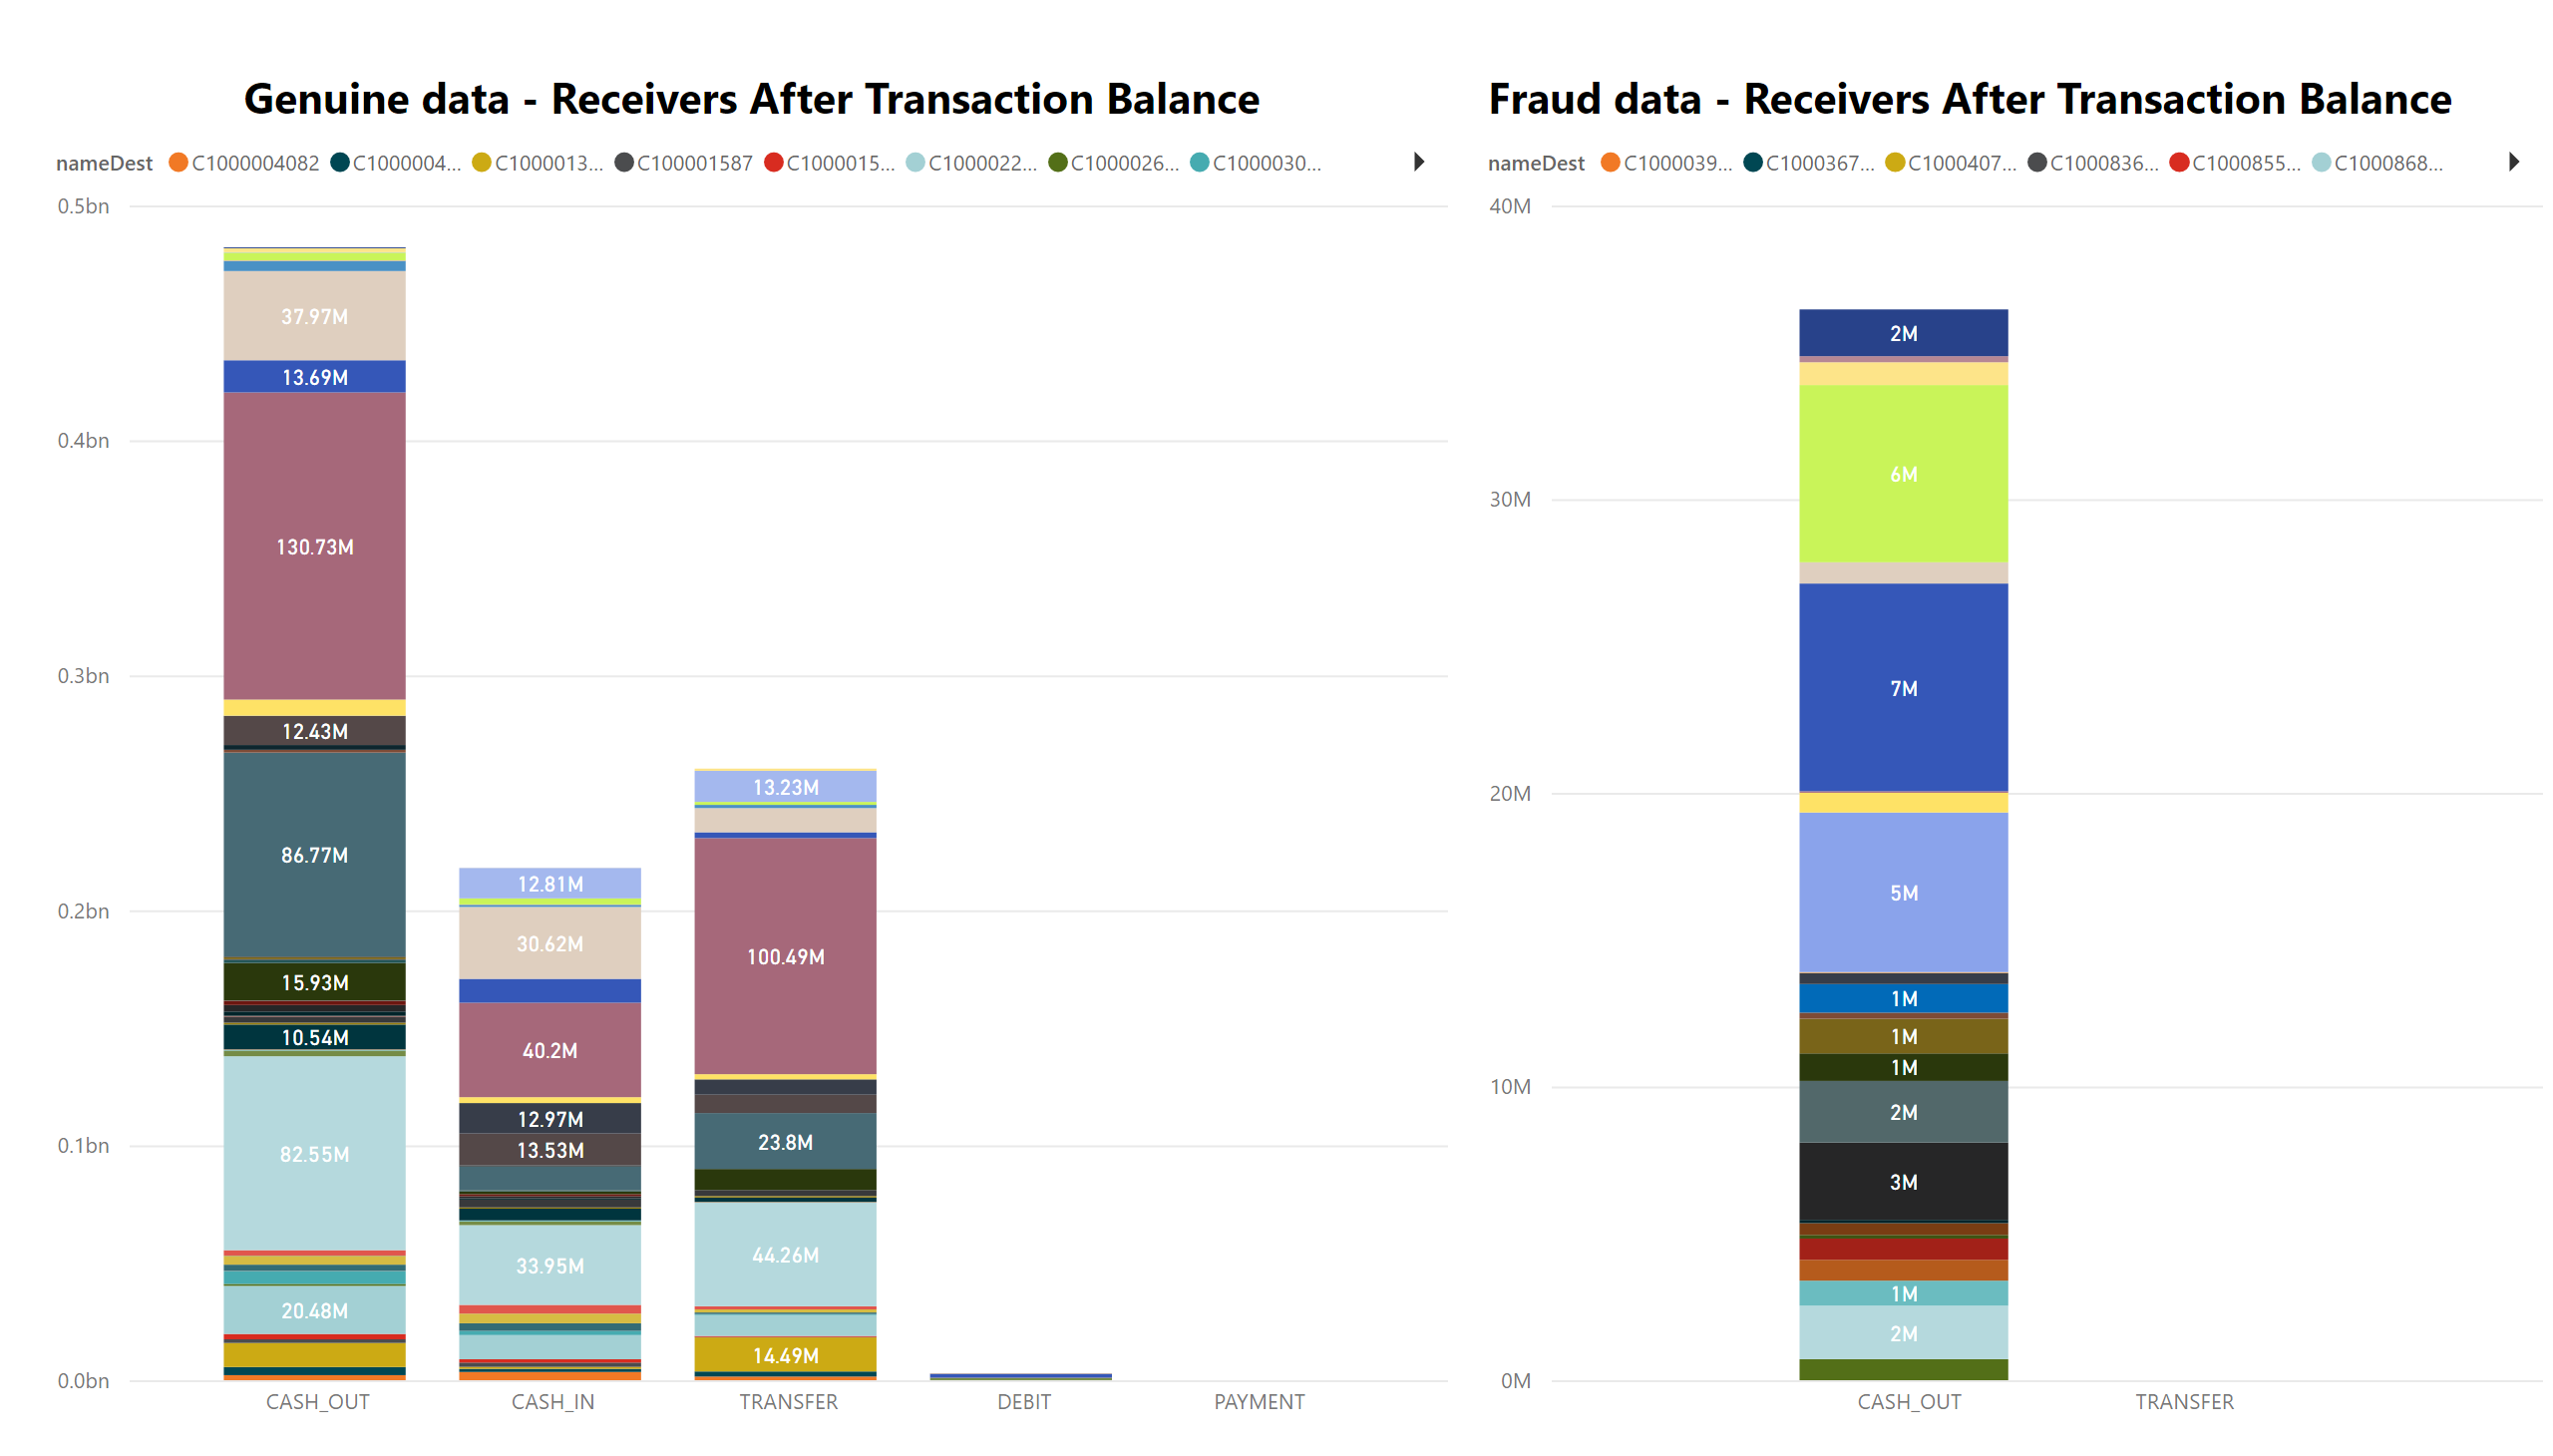 Genuine data - Receivers After Transaction Balance
nameDest C1000004082 C1000004... C1000013... C100001587 C1000015... C1000022... C1000026... C1000030...
0.5bn
0.4bn
0.3bn
0.2bn
0.1bn
0.0bn
37.97M
13.69M
130.73M
12.43M
86.77M
15.93M
10.54M
82.55M
20.48M
12.81M
30.62M
40.2M
12.97M
13.53M
33.95M
13.23M
100.49M
23.8M
44.26M
14.49M
CASH_OUT CASH_IN TRANSFER DEBIT PAYMENT
Fraud data - Receivers After Transaction Balance
nameDest C1000039... C1000367... C1000407... C1000836... C1000855... C1000868...
40M
30M
20M
10M
0M
2M
6M
7M
5M
1M
1M
1M
2M
3M
1M
2M
CASH_OUT TRANSFER